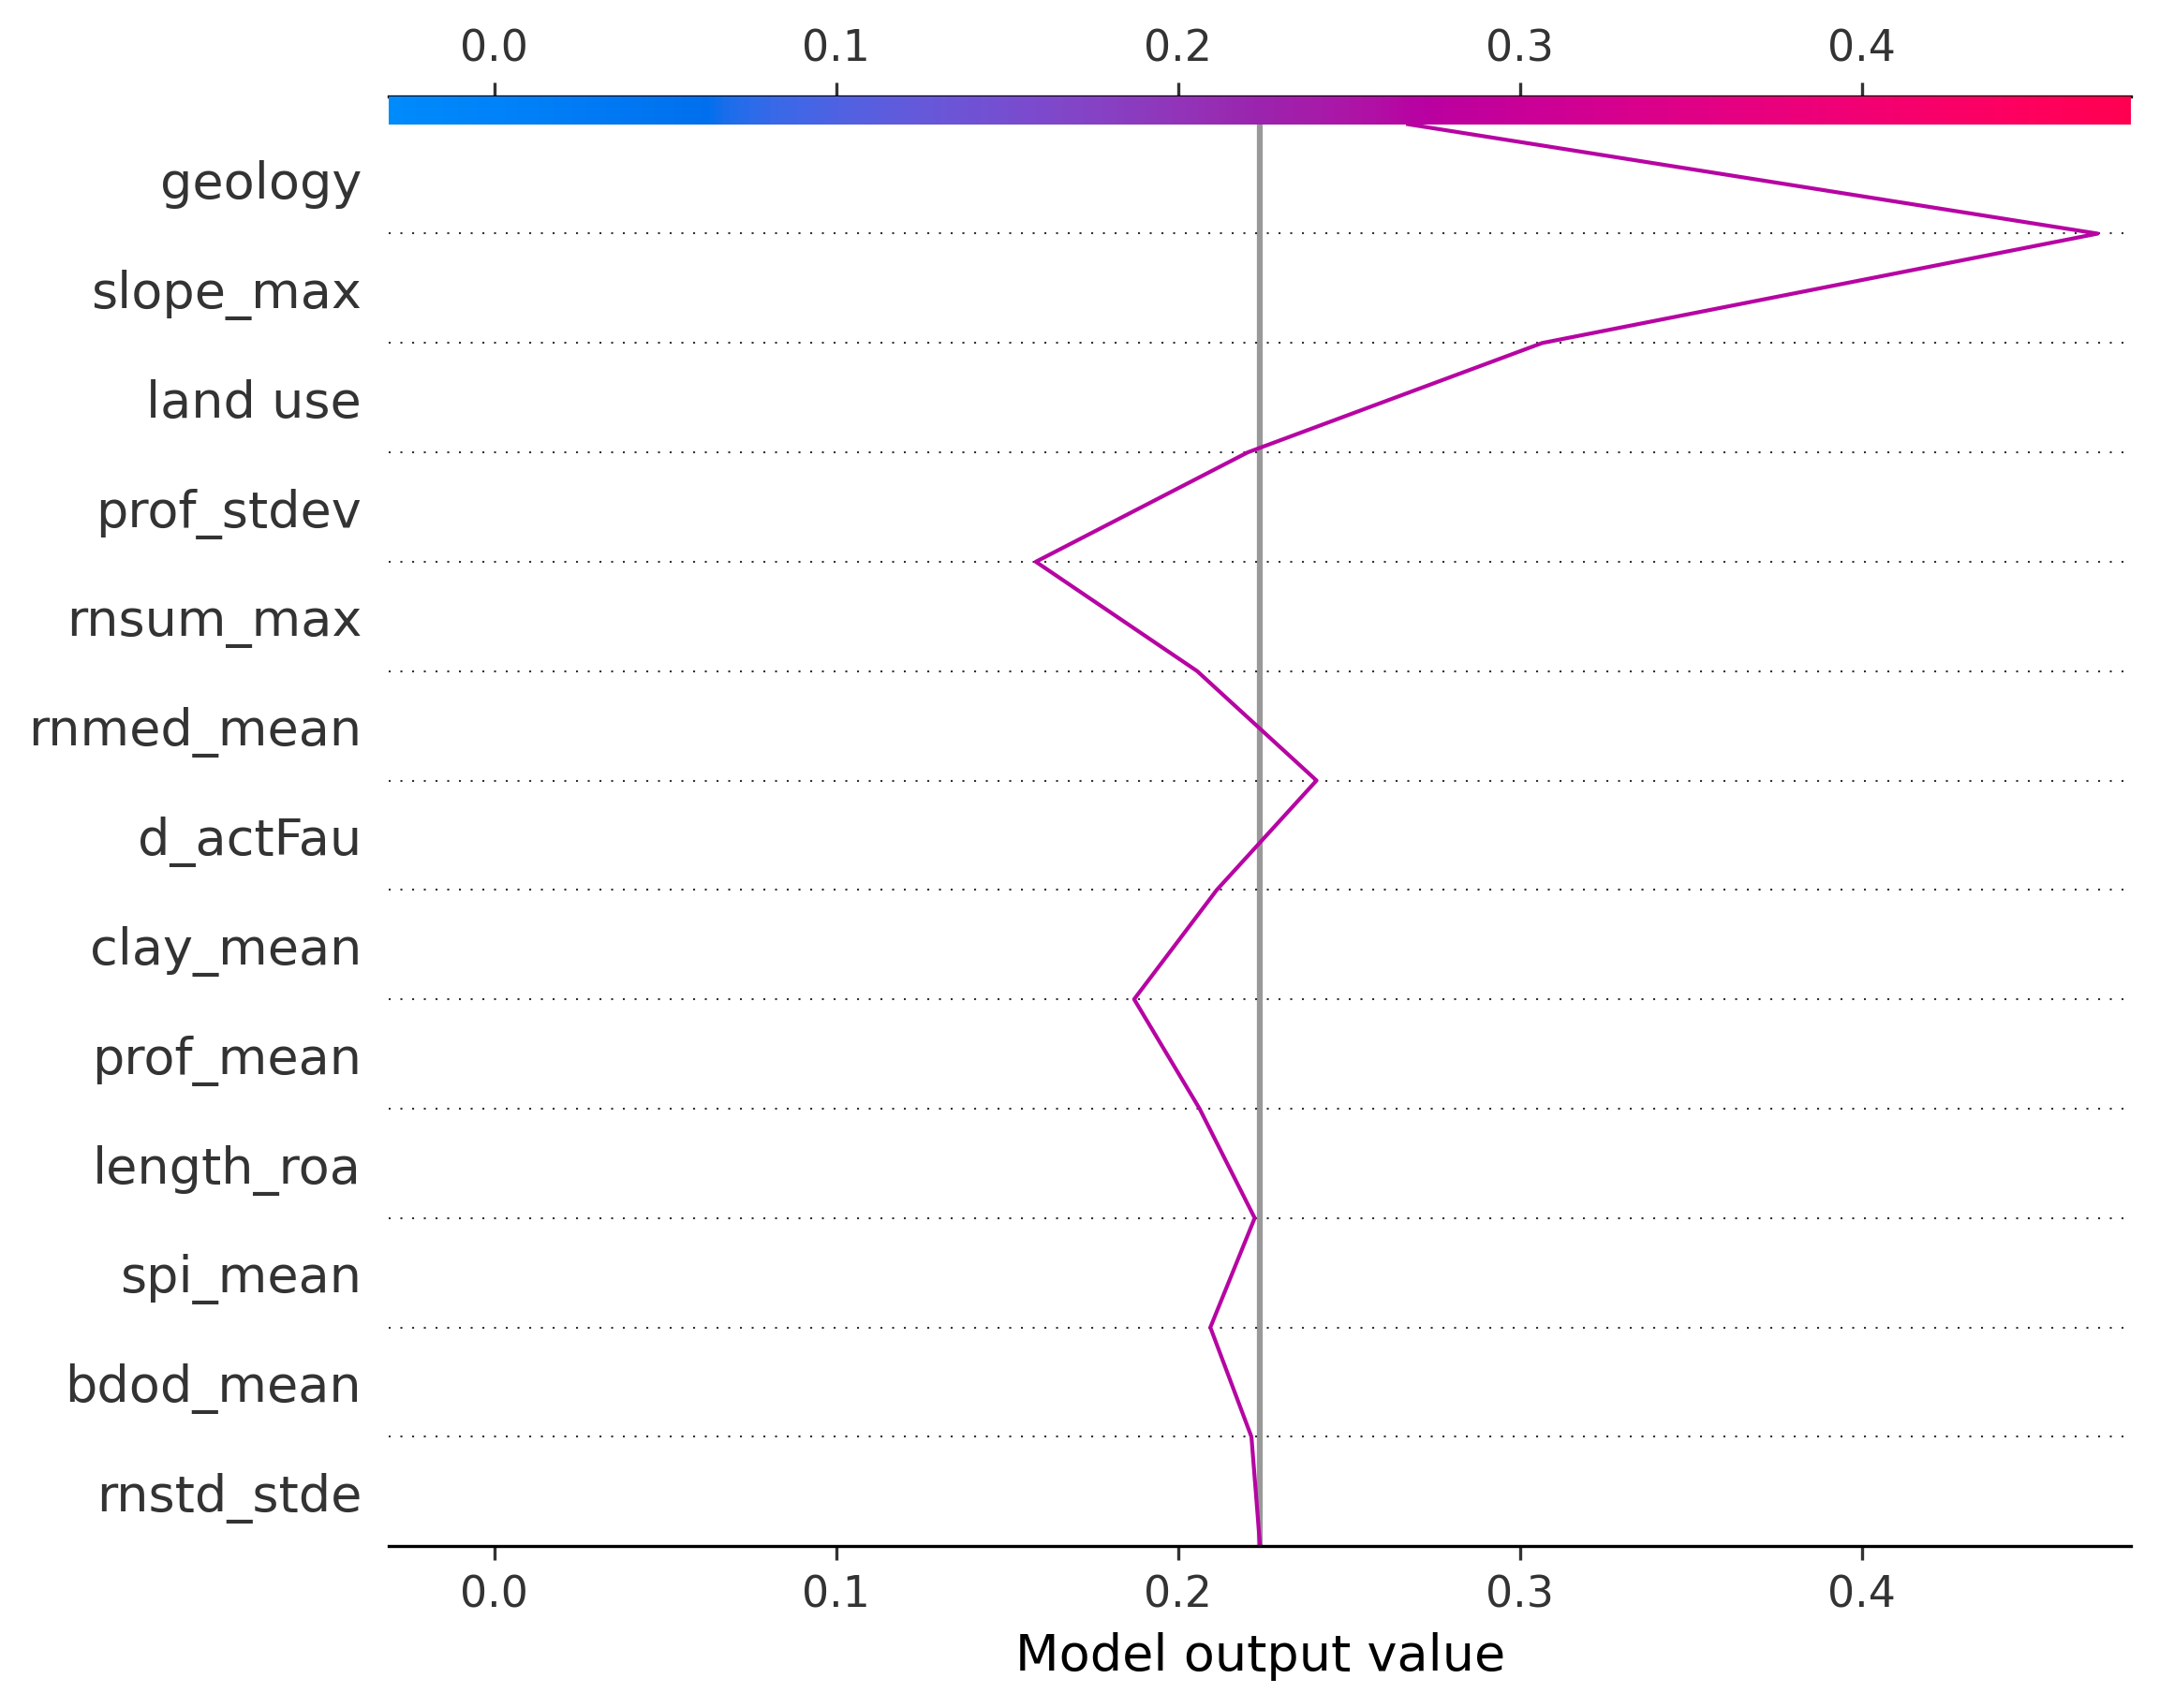 0.0 0.1 0.2 0.3 0.4
geology
slope_max
land use
prof_stdev
rnsum_max
rnmed_mean
d_actFau
clay_mean
prof_mean
length_roa
spi_mean
bdod_mean
rnstd_stde
0.0 0.1 0.2 0.3 0.4
Model output value